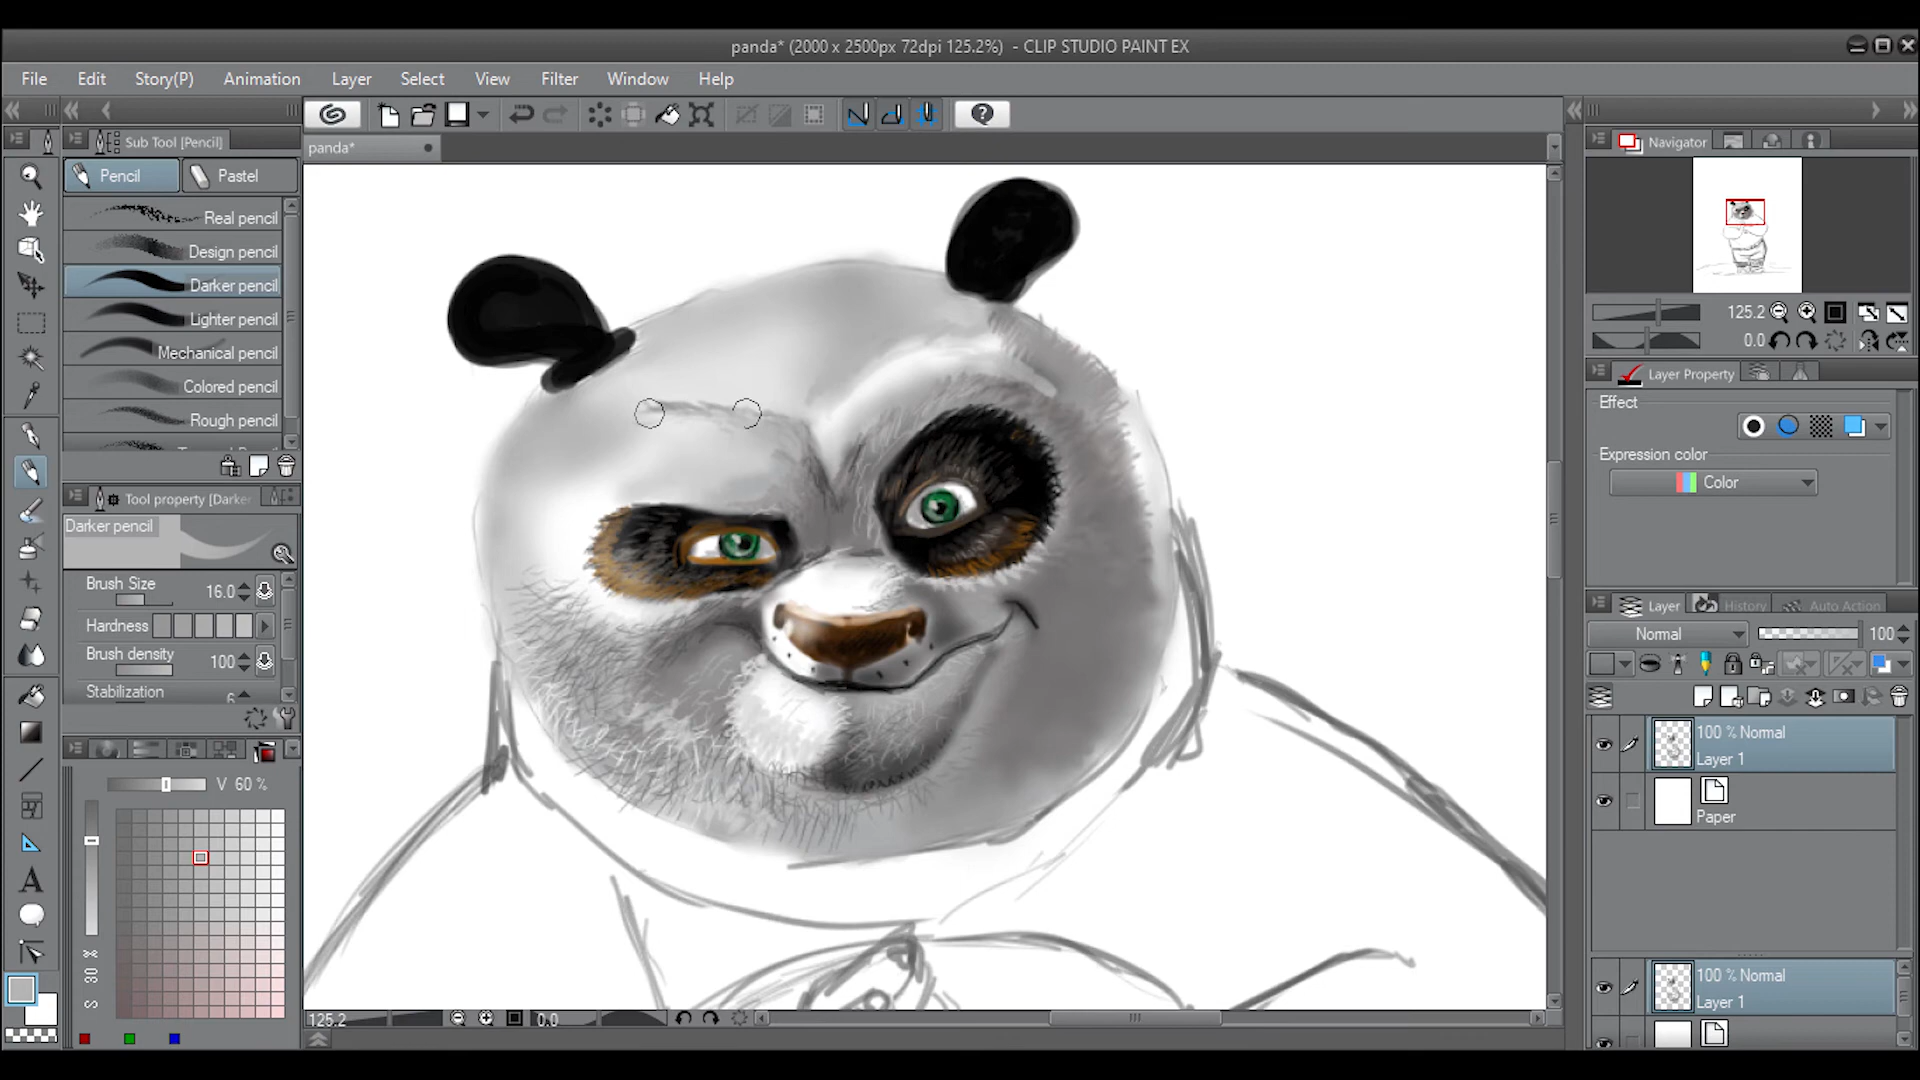 panda* (2000 x 2500px 72dpi 125.2%) - CLIP STUDIO PAINT EX
File Edit Story(P) Animation Layer Select View Filter Window Help
Sub Tool [Pencil]
panda*
Navigator
Pencil Pastel
Real pencil
Design pencil
Darker pencil
Lighter pencil
Mechanical pencil
Colored pencil
Rough pencil
125.2
0.0
Layer Property
Effect
Expression color
Color
Tool property [Darke
Darker pencil
Brush Size 16.0
Hardness
Brush density 100
Stabilization 6
V 60 %
30
Layer History Auto Action
Normal 100
100 % Normal
Layer 1
Paper
100 % Normal
Layer 1
125.2 0.0